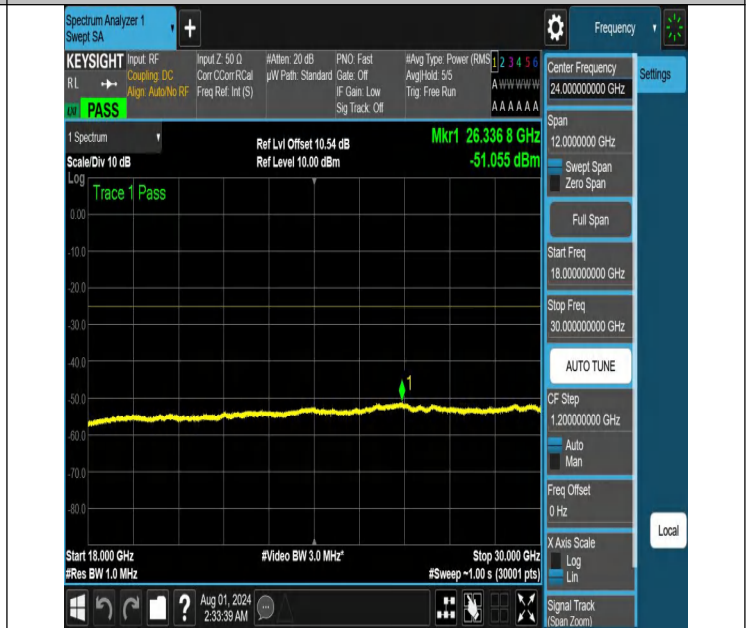 Spectrum Analyzer 1
Swept SA
+
Frequency
KEYSIGHT
RL
PASS
Input: RF
Coupling: DC
Align: Auto/No RF
Input Z: 50 Ω
Corr CCorr RCal
Freq Ref: Int (S)
#Atten: 20 dB
µW Path: Standard
PNO: Fast
Gate: Off
IF Gain: Low
Sig Track: Off
#Avg Type: Power (RMS
Avg|Hold: 5/5
Trig: Free Run
1 2 3 4 5 6
A W W W W W
A A A A A A
1 Spectrum
Scale/Div 10 dB
Ref Lvl Offset 10.54 dB
Ref Level 10.00 dBm
Mkr1 26.336 8 GHz
-51.055 dBm
Log
Trace 1 Pass
0.00
-10.0
-20.0
-30.0
-40.0
-50.0
-60.0
-70.0
-80.0
1
Start 18.000 GHz
#Res BW 1.0 MHz
#Video BW 3.0 MHz*
Stop 30.000 GHz
#Sweep ~1.00 s (30001 pts)
Center Frequency
24.000000000 GHz
Settings
Span
12.0000000 GHz
Swept Span
Zero Span
Full Span
Start Freq
18.000000000 GHz
Stop Freq
30.000000000 GHz
AUTO TUNE
CF Step
1.200000000 GHz
Auto
Man
Freq Offset
0 Hz
X Axis Scale
Log
Lin
Local
Signal Track
(Span Zoom)
?
Aug 01, 2024
2:33:39 AM